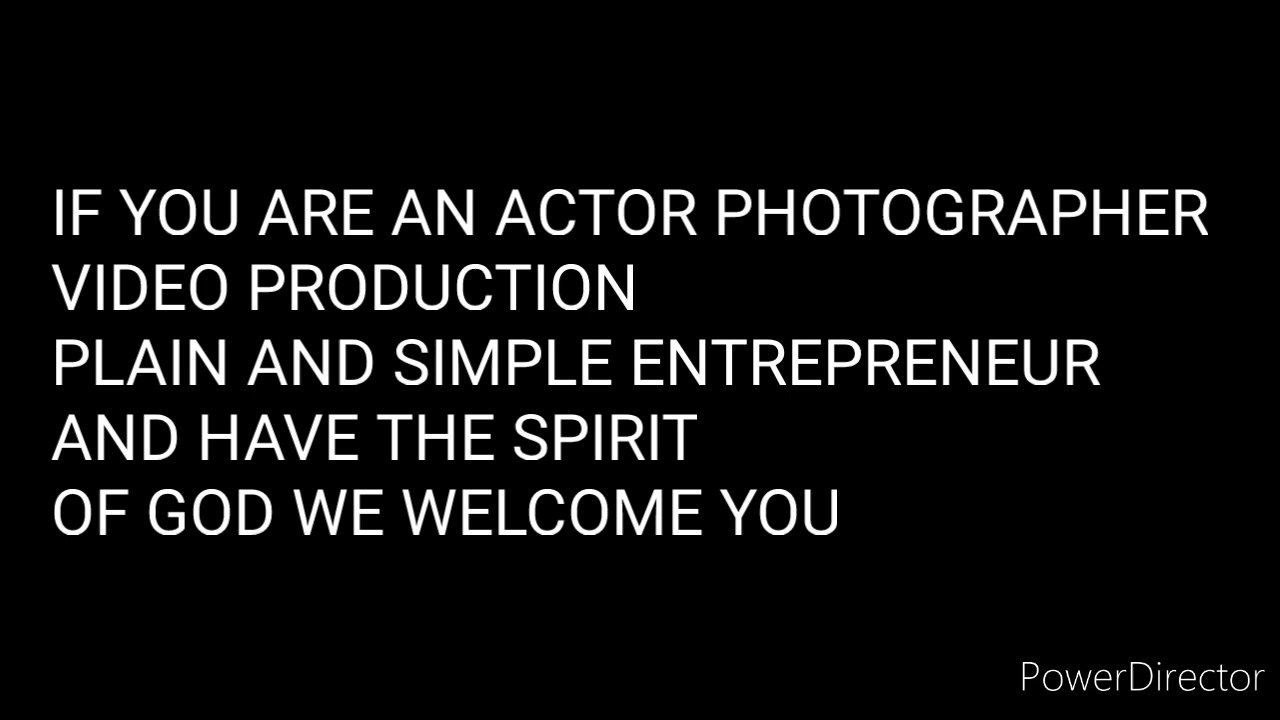 IF YOU ARE AN ACTOR PHOTOGRAPHER
VIDEO PRODUCTION
PLAIN AND SIMPLE ENTREPRENEUR
AND HAVE THE SPIRIT
OF GOD WE WELCOME YOU
PowerDirector